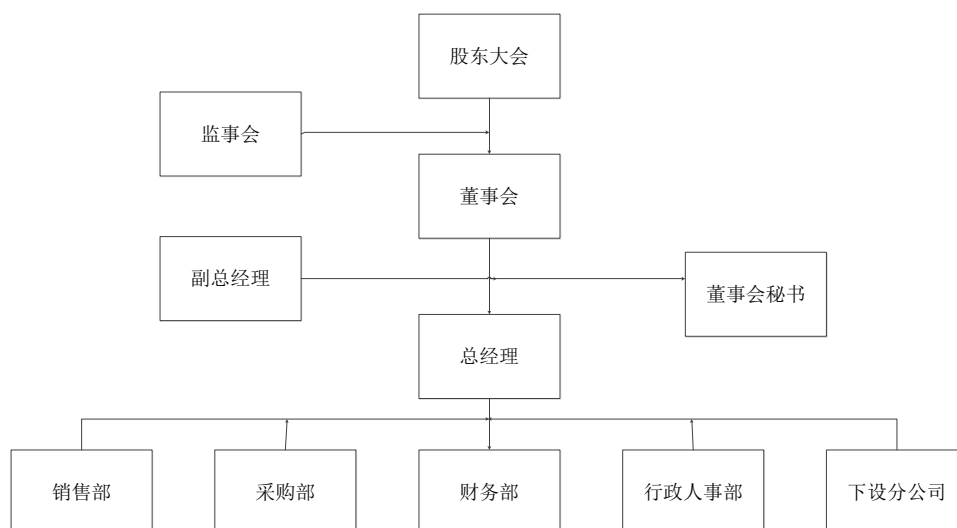 股东大会
监事会
董事会
副总经理
董事会秘书
总经理
销售部
采购部
财务部
行政人事部
下设分公司